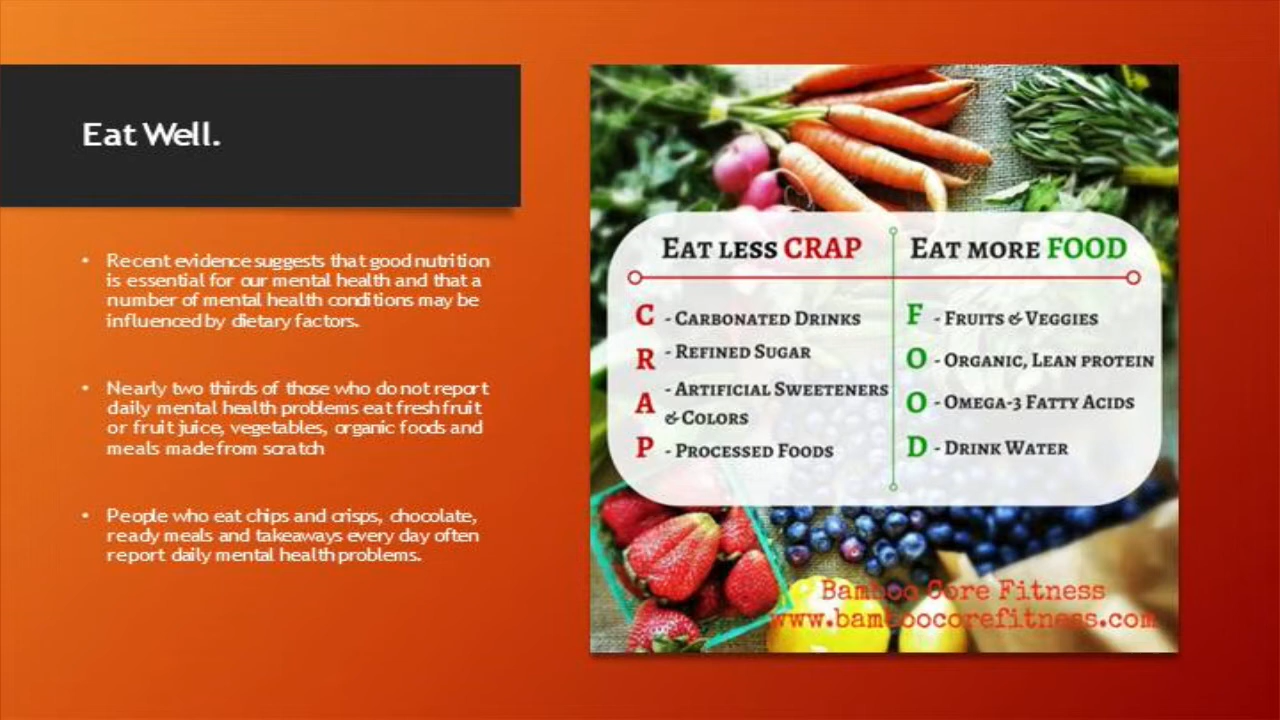 Eat Well.
• Recent evidence suggests that good nutrition
is essential for our mental health and that a
number of mental health conditions may be
influenced by dietary factors.
• Nearly two thirds of those who do not report
daily mental health problems eat fresh fruit
or fruit juice, vegetables, organic foods and
meals made from scratch
• People who eat chips and crisps, chocolate,
ready meals and takeaways every day often
report daily mental health problems.
EAT LESS CRAP
C - CARBONATED DRINKS
R - REFINED SUGAR
A - ARTIFICIAL SWEETENERS
& COLORS
P - PROCESSED FOODS
EAT MORE FOOD
F - FRUITS & VEGGIES
O - ORGANIC, LEAN PROTEIN
O - OMEGA-3 FATTY ACIDS
D - DRINK WATER
Bamboo Core Fitness
www.bamboocorefitness.com